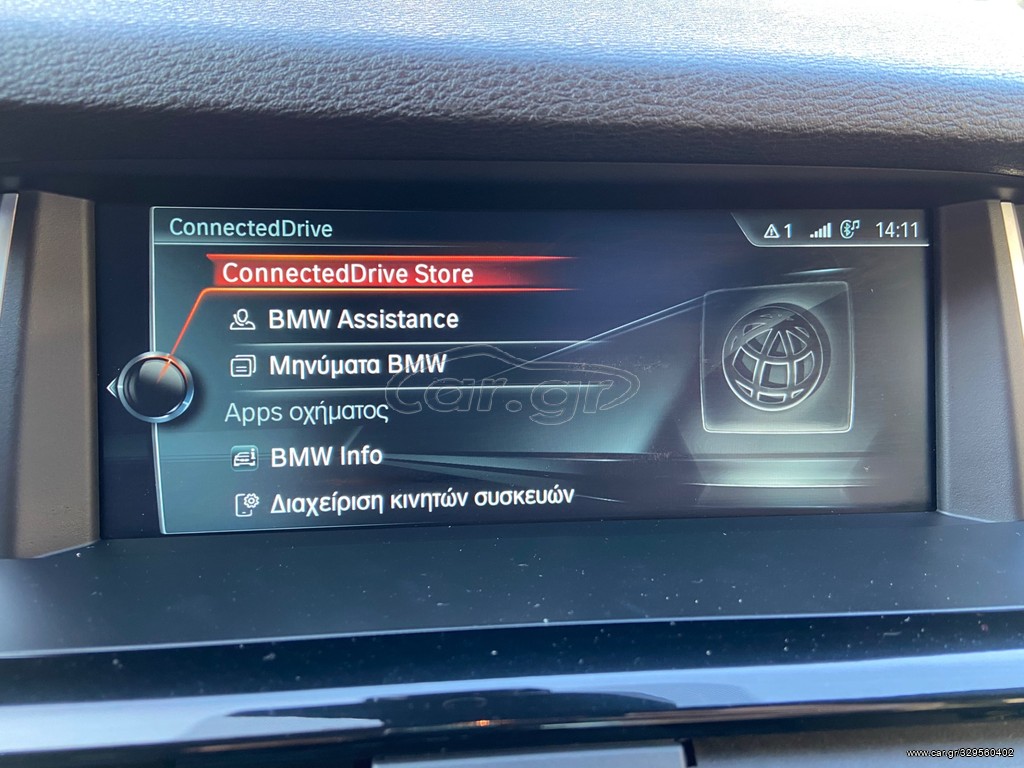 ConnectedDrive
1 14:11
ConnectedDrive Store
BMW Assistance
Μηνύματα BMW
car.gr
Apps οχήματος
BMW Info
Διαχείριση κινητών συσκευών
www.car.gr/329560402